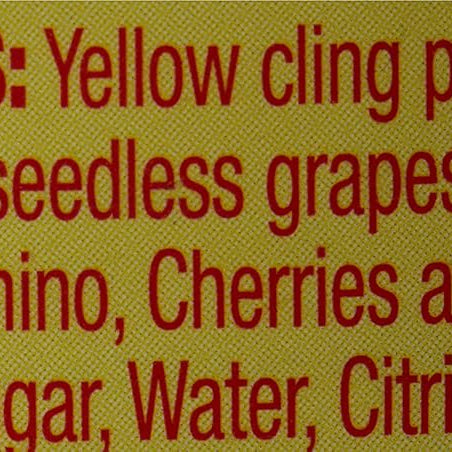 S: Yellow cling p
seedless grapes
hino, Cherries a
gar, Water, Citri